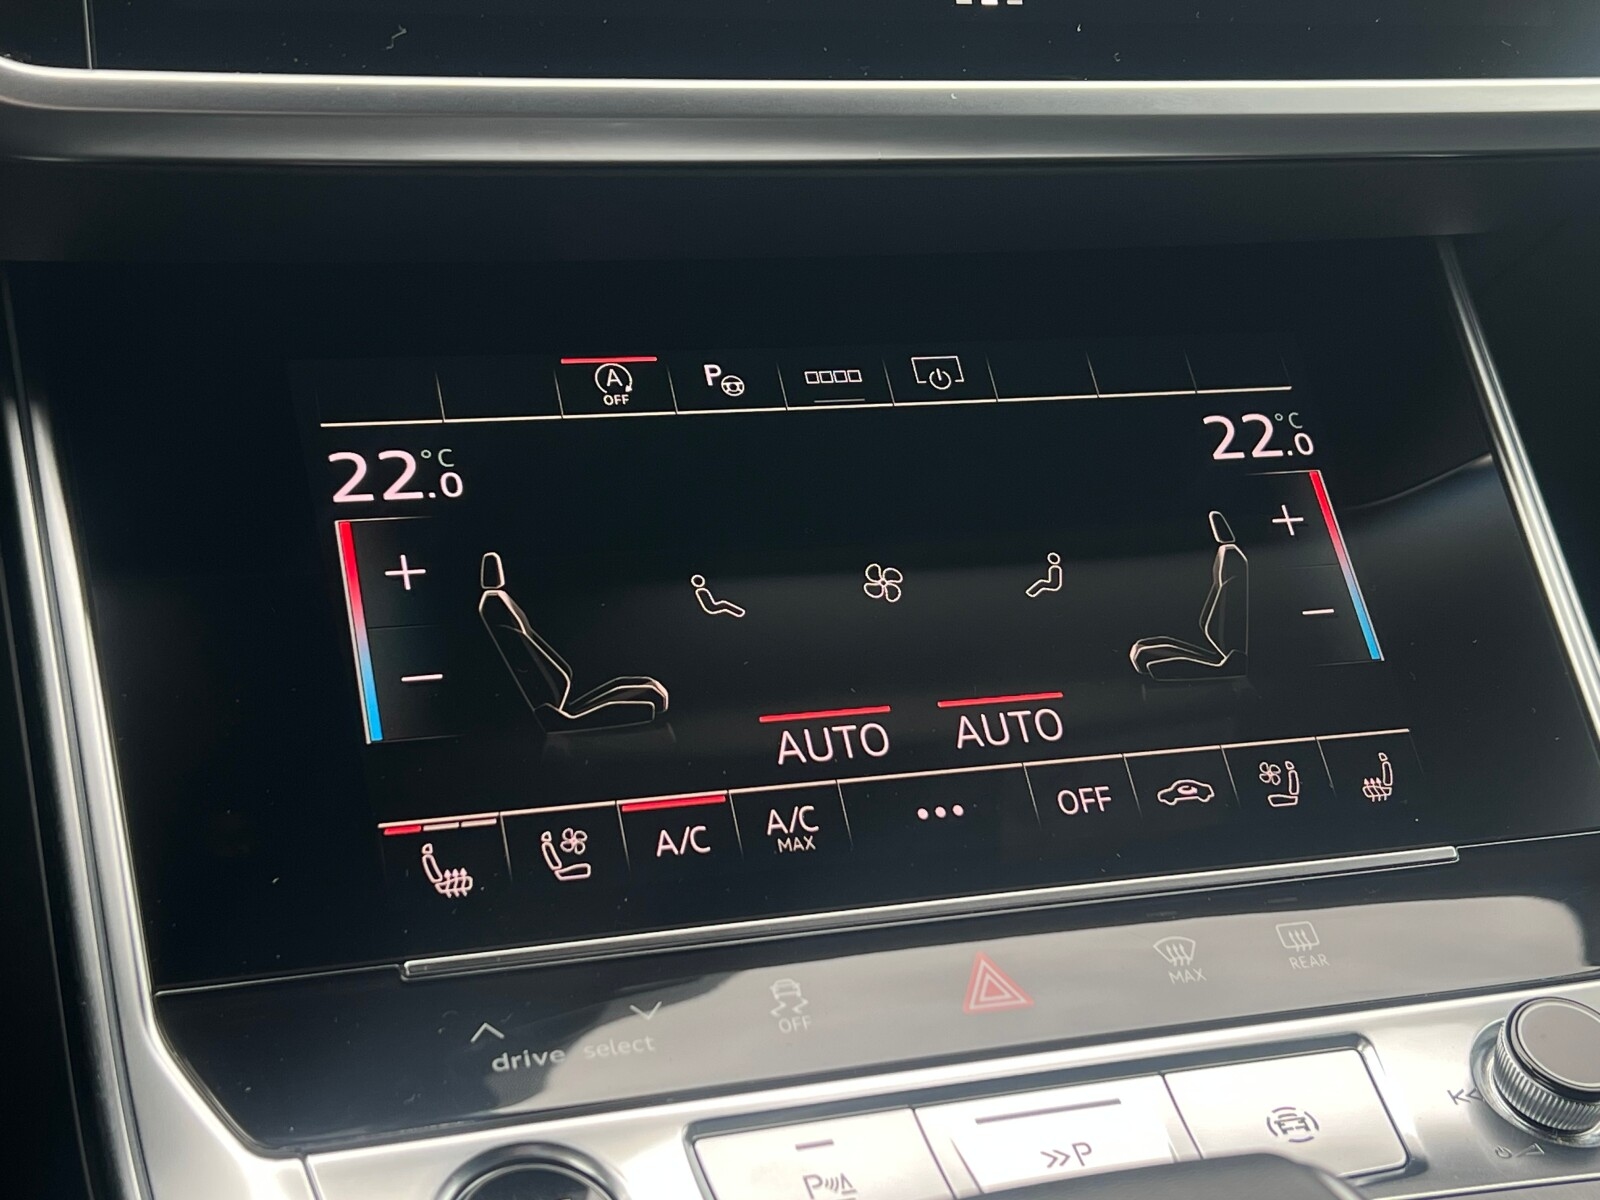 A
OFF
P
22.0 °C
22.0 °C
+
+
−
−
AUTO
AUTO
A/C
A/C
MAX
•••
OFF
MAX
REAR
OFF
drive select
P
>>P